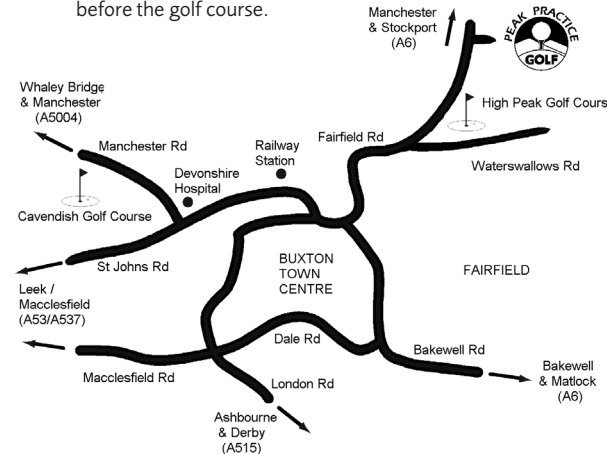 before the golf course.
Manchester
& Stockport
(A6)
PEAK PRACTICE
GOLF
Whaley Bridge
& Manchester
(A5004)
High Peak Golf Cours
Manchester Rd
Railway
Station
Fairfield Rd
Devonshire
Hospital
Waterswallows Rd
Cavendish Golf Course
St Johns Rd
BUXTON
TOWN
CENTRE
FAIRFIELD
Leek /
Macclesfield
(A53/A537)
Dale Rd
Bakewell Rd
Macclesfield Rd
London Rd
Bakewell
& Matlock
(A6)
Ashbourne
& Derby
(A515)